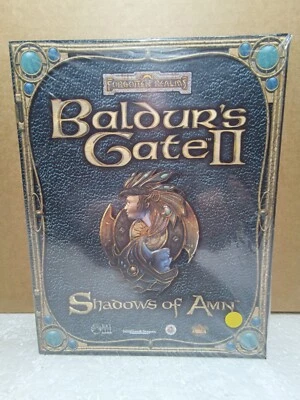 FORGOTTEN REALMS
BALDUR'S
GATE II
SHADOWS OF AMN